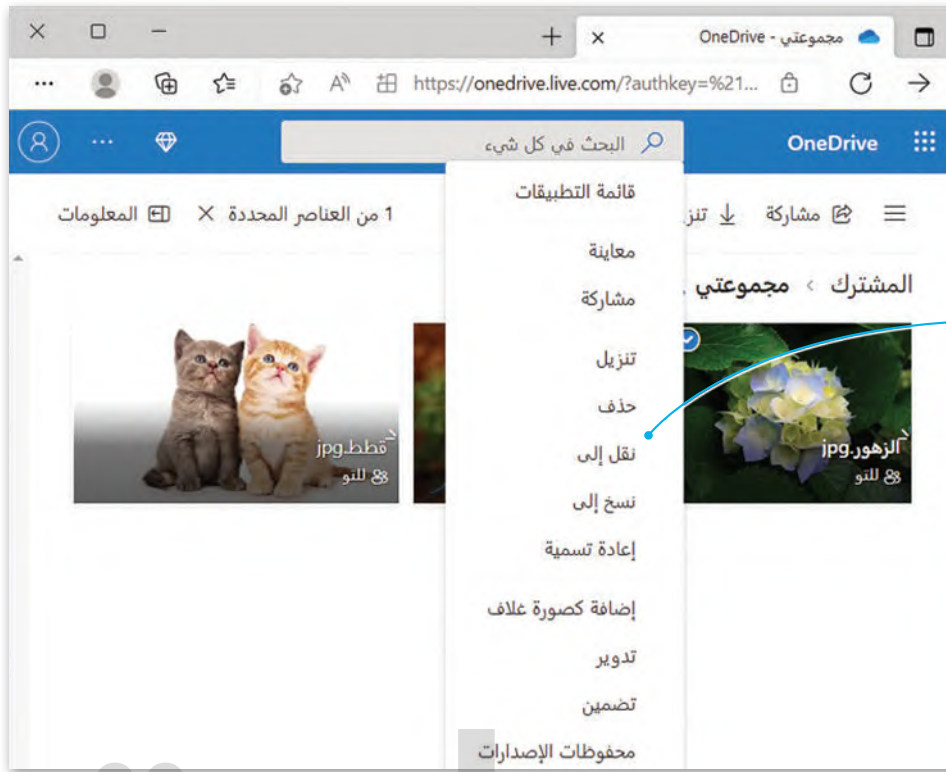 مجموعتي - OneDrive
https://onedrive.live.com/?authkey=%21...
OneDrive
البحث في كل شيء
مشاركة
1 من العناصر المحددة
المعلومات
المشترك > مجموعتي
قائمة التطبيقات
معاينة
مشاركة
تنزيل
حذف
نقل إلى
نسخ إلى
إعادة تسمية
إضافة كصورة غلاف
تدوير
تضمين
محفوظات الإصدارات
الزهور.jpg
للتو
قطط.jpg
للتو